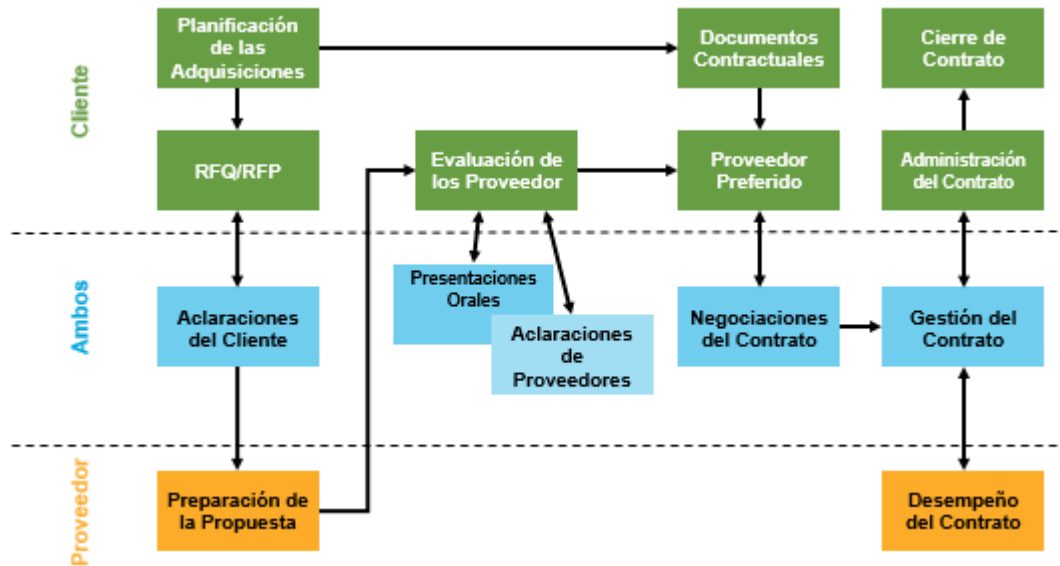 Cliente
Planificación
de las
Adquisiciones
Documentos
Contractuales
Cierre de
Contrato
RFQ/RFP
Evaluación de
los Proveedor
Proveedor
Preferido
Administración
del Contrato
Ambos
Aclaraciones
del Cliente
Presentaciones
Orales
Aclaraciones
de
Proveedores
Negociaciones
del Contrato
Gestión del
Contrato
Proveedor
Preparación de
la Propuesta
Desempeño
del Contrato